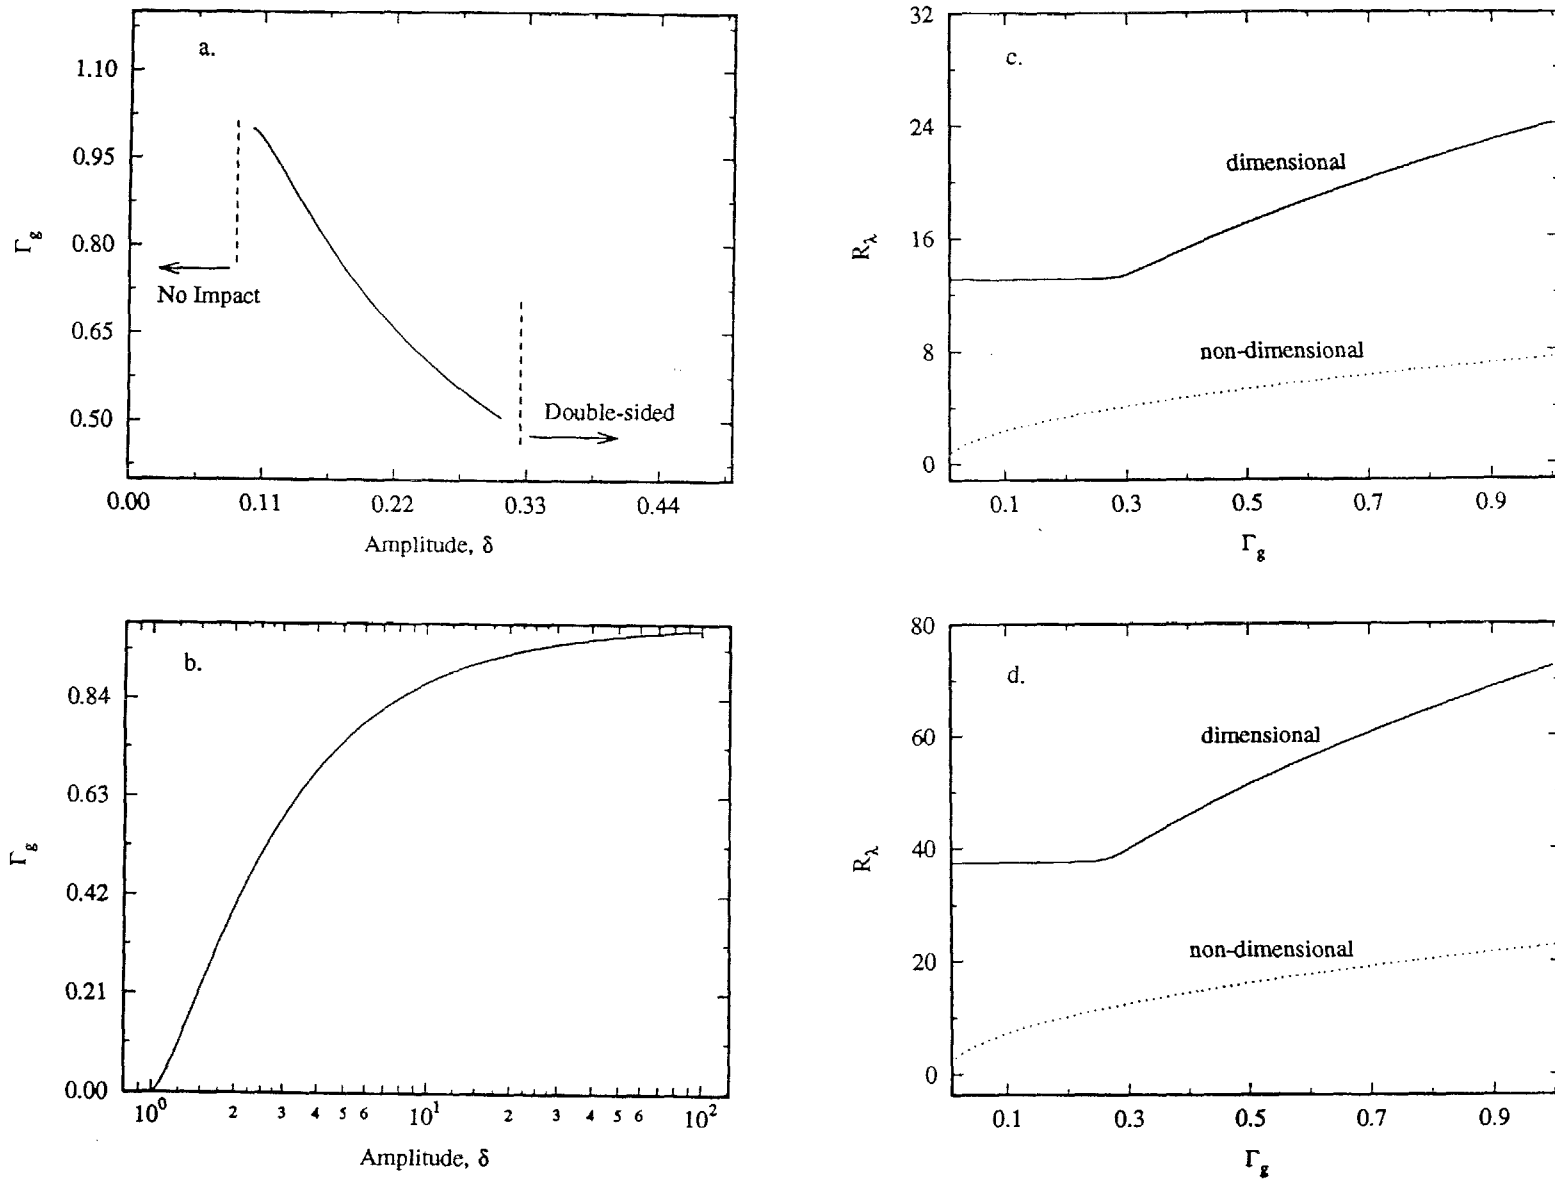 a.
1.10
0.95
0.80
0.65
0.50
Γg
No Impact
Double-sided
0.00 0.11 0.22 0.33 0.44
Amplitude, δ
c.
32
24
16
8
0
Rλ
dimensional
non-dimensional
0.1 0.3 0.5 0.7 0.9
Γg
b.
0.84
0.63
0.42
0.21
0.00
Γg
10⁰ 2 3 4 5 6 10¹ 2 3 4 5 6 10²
Amplitude, δ
d.
80
60
40
20
0
Rλ
dimensional
non-dimensional
0.1 0.3 0.5 0.7 0.9
Γg